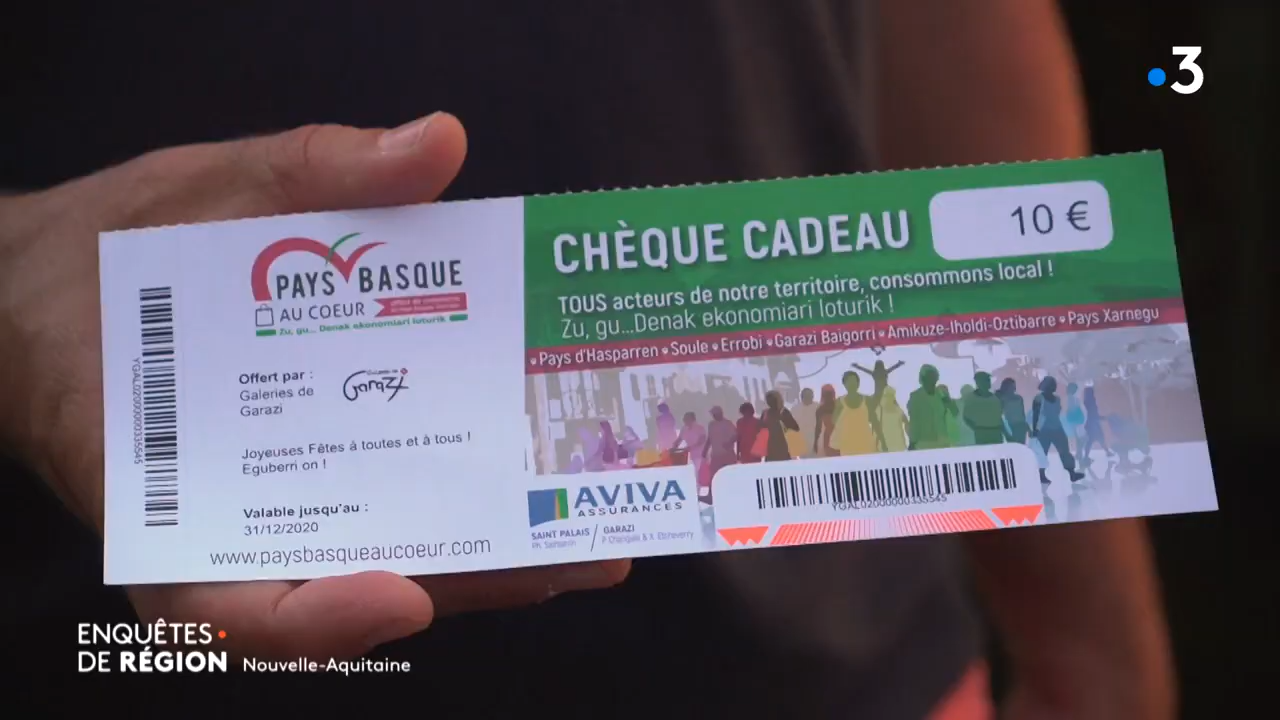 3
PAYS BASQUE
AU COEUR
Zu, gu... Denak ekonomiari loturik
Offert par :
Galeries de
Garazi
Garazi
Joyeuses Fêtes à toutes et à tous !
Eguberri on !
Valable jusqu'au :
31/12/2020
www.paysbasqueaucoeur.com
CHÈQUE CADEAU
10 €
TOUS acteurs de notre territoire, consommons local !
Zu, gu...Denak ekonomiari loturik !
•Pays d'Hasparren •Soule •Errobi •Garazi Baigorri •Amikuze-Iholdi-Oztibarre •Pays Xarnegu
AVIVA
ASSURANCES
SAINT PALAIS / GARAZI
YGAL02000000335545
YGAL02000000335545
ENQUÊTES
DE RÉGION Nouvelle-Aquitaine